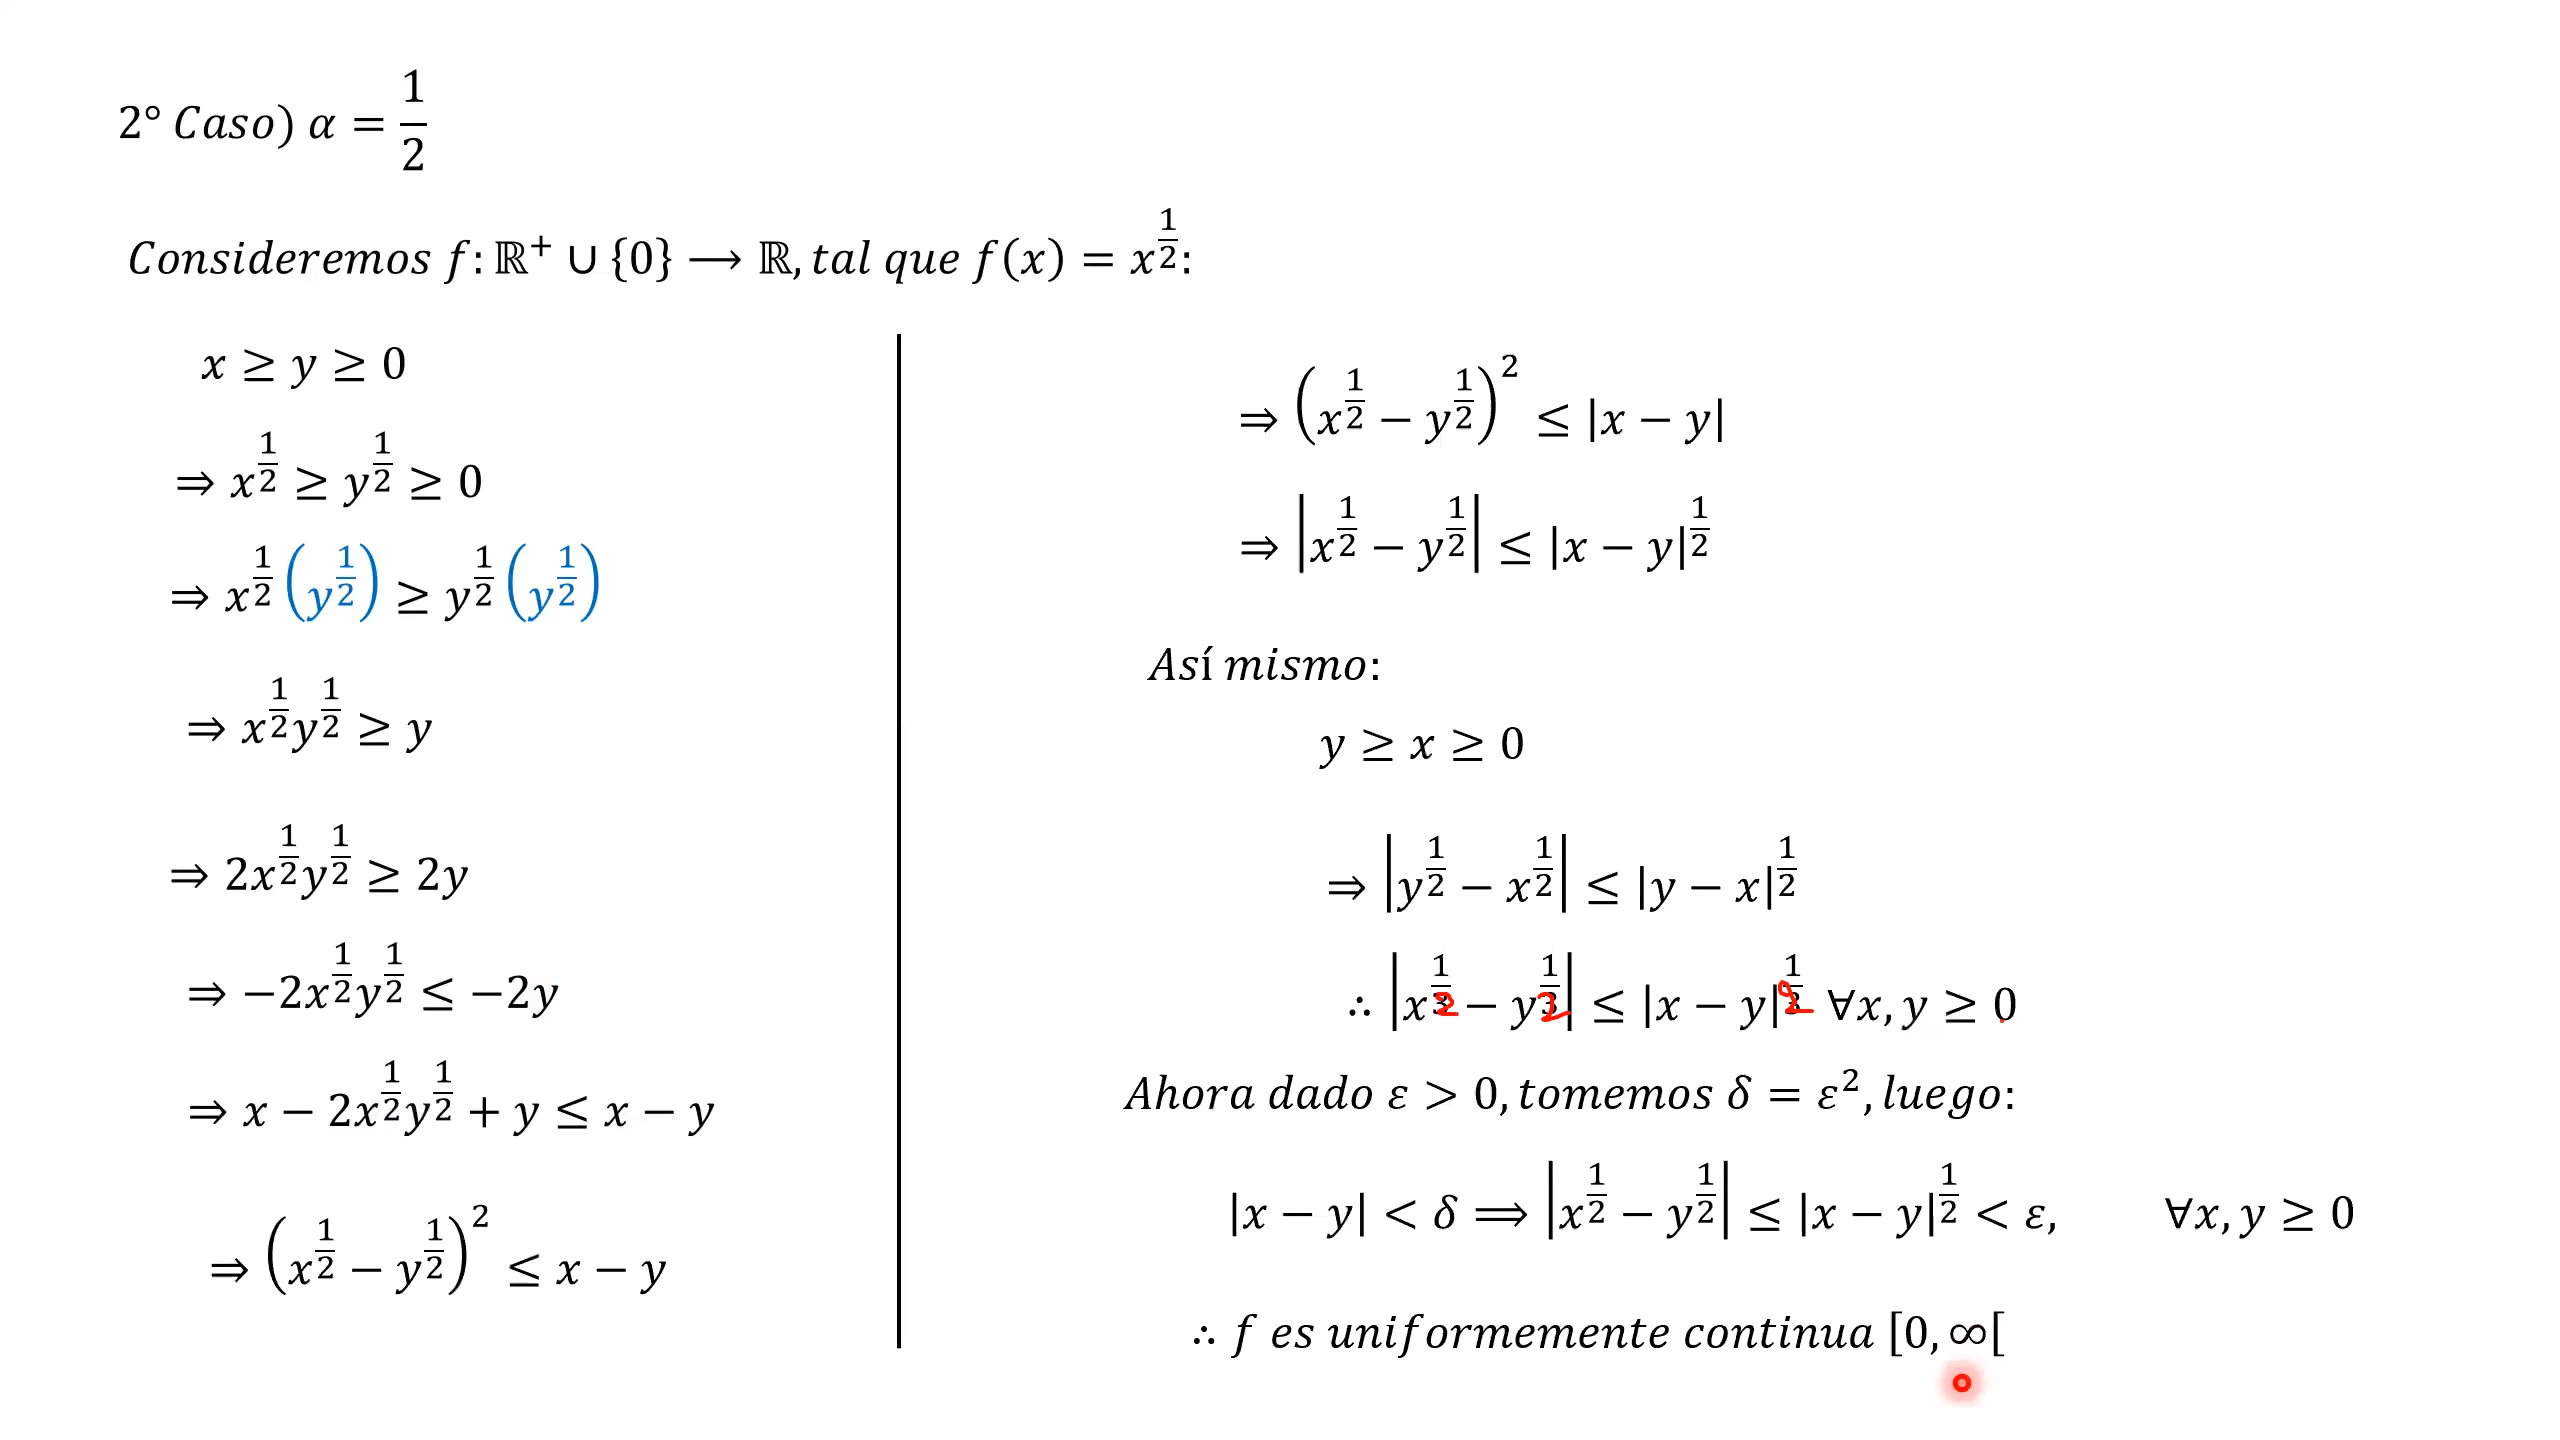 2° Caso) α = 1/2
Consideremos f: ℝ⁺ ∪ {0} ⟶ ℝ, tal que f(x) = x^(1/2):
x ≥ y ≥ 0
⇒ x^(1/2) ≥ y^(1/2) ≥ 0
⇒ x^(1/2) (y^(1/2)) ≥ y^(1/2) (y^(1/2))
⇒ x^(1/2) y^(1/2) ≥ y
⇒ 2x^(1/2) y^(1/2) ≥ 2y
⇒ −2x^(1/2) y^(1/2) ≤ −2y
⇒ x − 2x^(1/2) y^(1/2) + y ≤ x − y
⇒ (x^(1/2) − y^(1/2))² ≤ x − y
⇒ (x^(1/2) − y^(1/2))² ≤ |x − y|
⇒ |x^(1/2) − y^(1/2)| ≤ |x − y|^(1/2)
Así mismo:
y ≥ x ≥ 0
⇒ |y^(1/2) − x^(1/2)| ≤ |y − x|^(1/2)
∴ |x^(1/2) − y^(1/2)| ≤ |x − y|^(1/2) ∀x, y ≥ 0
Ahora dado ε > 0, tomemos δ = ε², luego:
|x − y| < δ ⟹ |x^(1/2) − y^(1/2)| ≤ |x − y|^(1/2) < ε, ∀x, y ≥ 0
∴ f es uniformemente continua [0, ∞[